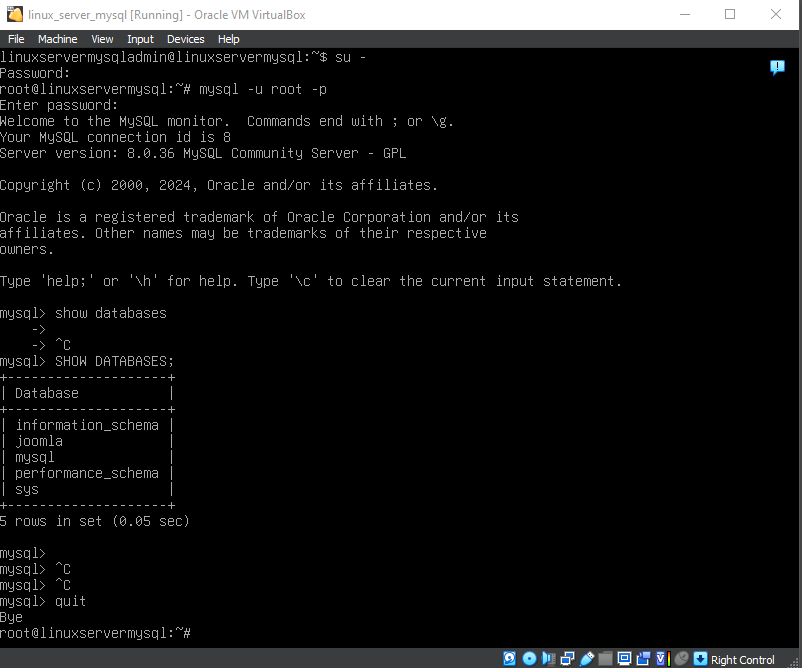 linux_server_mysql [Running] - Oracle VM VirtualBox
File Machine View Input Devices Help
linuxservermysqladmin@linuxservermysql:~$ su -
Password:
root@linuxservermysql:~# mysql -u root -p
Enter password:
Welcome to the MySQL monitor.  Commands end with ; or \g.
Your MySQL connection id is 8
Server version: 8.0.36 MySQL Community Server - GPL
Copyright (c) 2000, 2024, Oracle and/or its affiliates.
Oracle is a registered trademark of Oracle Corporation and/or its
affiliates. Other names may be trademarks of their respective
owners.
Type 'help;' or '\h' for help. Type '\c' to clear the current input statement.
mysql> show databases
    ->
    -> ^C
mysql> SHOW DATABASES;
+--------------------+
| Database           |
+--------------------+
| information_schema |
| joomla             |
| mysql              |
| performance_schema |
| sys                |
+--------------------+
5 rows in set (0.05 sec)
mysql>
mysql> ^C
mysql> ^C
mysql> quit
Bye
root@linuxservermysql:~#
Right Control